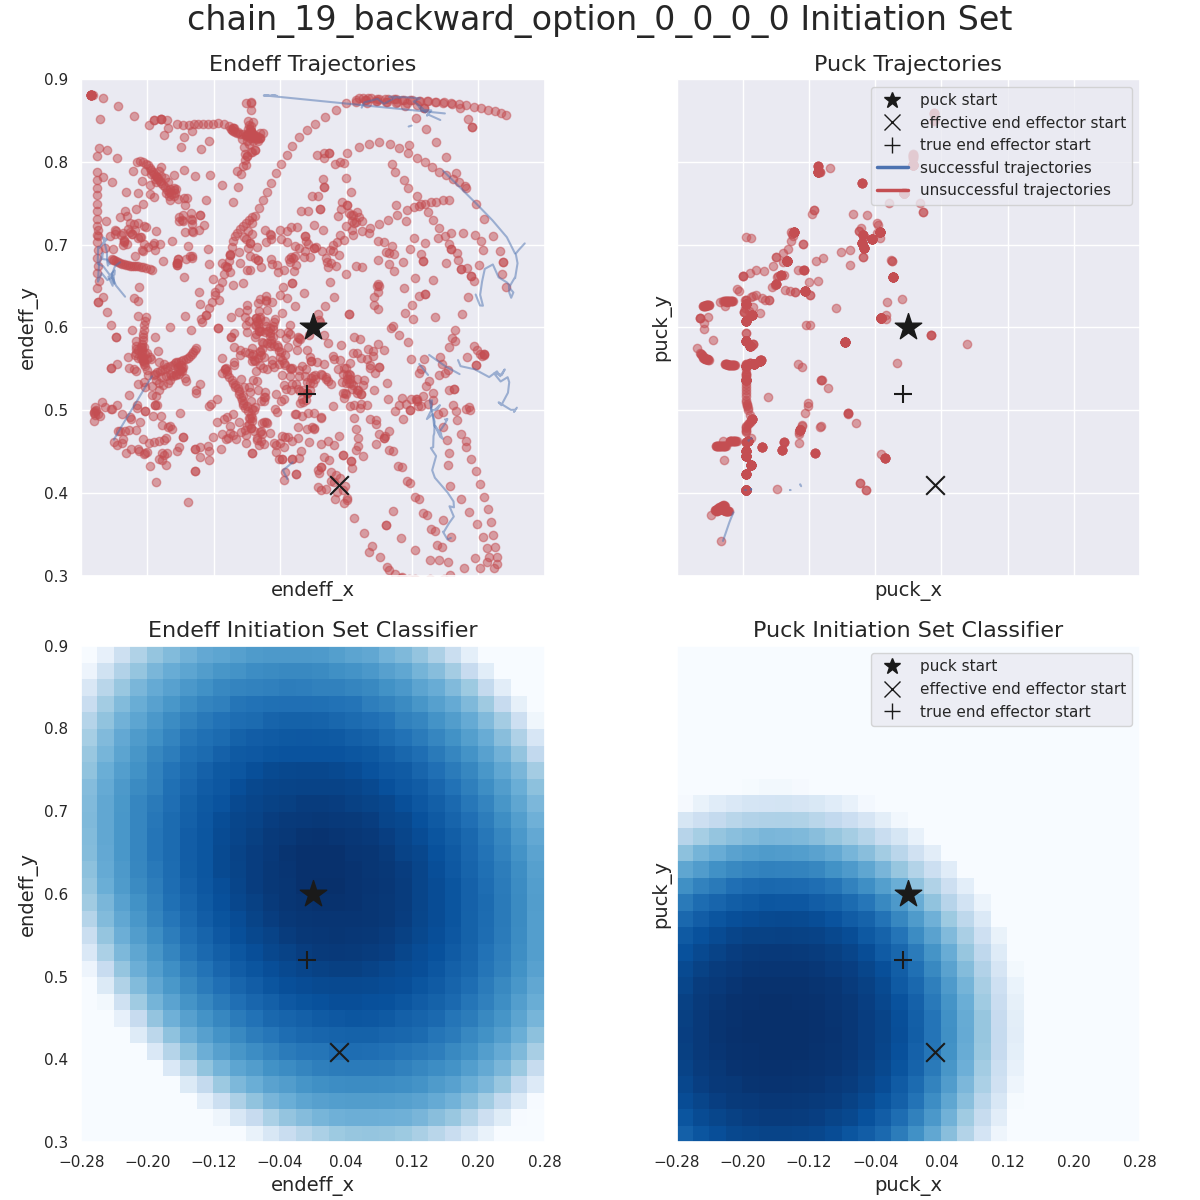 chain_19_backward_option_0_0_0_0 Initiation Set
Endeff Trajectories
Puck Trajectories
0.9
0.8
0.7
0.6
0.5
0.4
0.3
endeff_y
endeff_x
puck start
effective end effector start
true end effector start
successful trajectories
unsuccessful trajectories
puck_y
puck_x
Endeff Initiation Set Classifier
Puck Initiation Set Classifier
0.9
0.8
0.7
0.6
0.5
0.4
0.3
endeff_y
−0.28 −0.20 −0.12 −0.04 0.04 0.12 0.20 0.28
endeff_x
puck start
effective end effector start
true end effector start
puck_y
−0.28 −0.20 −0.12 −0.04 0.04 0.12 0.20 0.28
puck_x